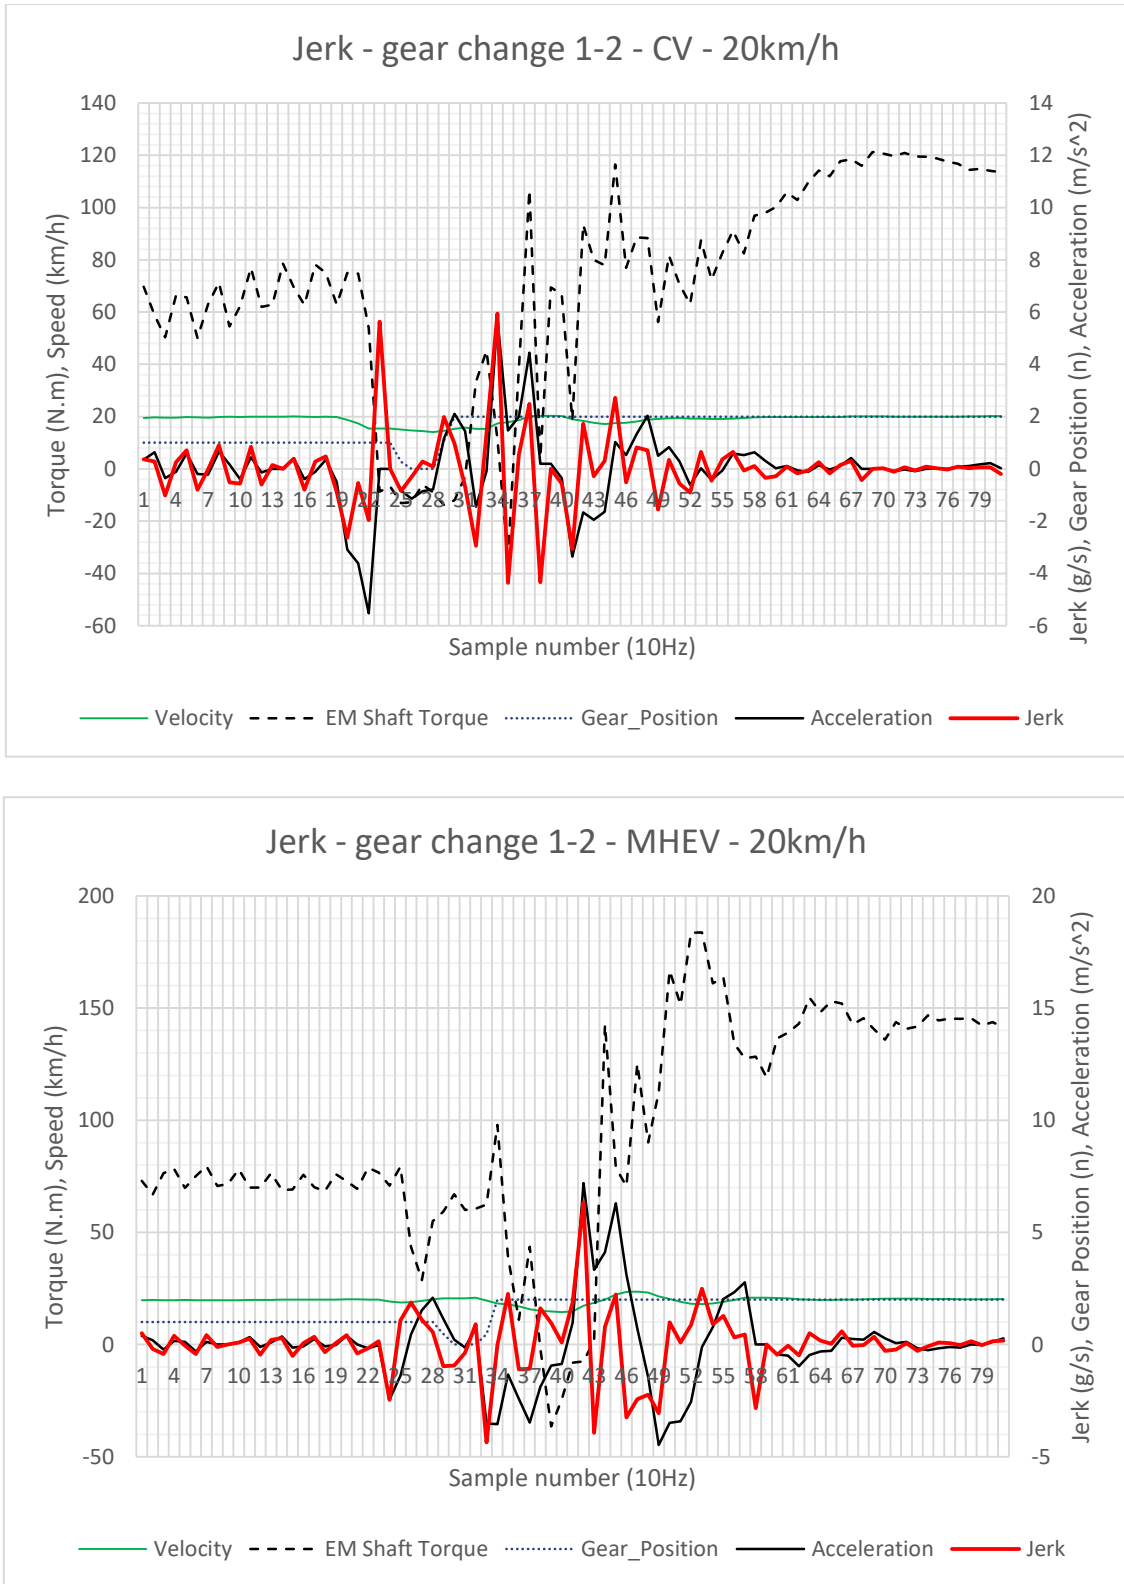 Jerk - gear change 1-2 - CV - 20km/h
140
120
100
80
60
40
20
0
-20
-40
-60
Torque (N.m), Speed (km/h)
14
12
10
8
6
4
2
0
-2
-4
-6
Jerk (g/s), Gear Position (n), Acceleration (m/s^2)
1 4 7 10 13 16 19 22 25 28 31 34 37 40 43 46 49 52 55 58 61 64 67 70 73 76 79
Sample number (10Hz)
Velocity EM Shaft Torque Gear_Position Acceleration Jerk
Jerk - gear change 1-2 - MHEV - 20km/h
200
150
100
50
0
-50
Torque (N.m), Speed (km/h)
20
15
10
5
0
-5
Jerk (g/s), Gear Position (n), Acceleration (m/s^2)
1 4 7 10 13 16 19 22 25 28 31 34 37 40 43 46 49 52 55 58 61 64 67 70 73 76 79
Sample number (10Hz)
Velocity EM Shaft Torque Gear_Position Acceleration Jerk